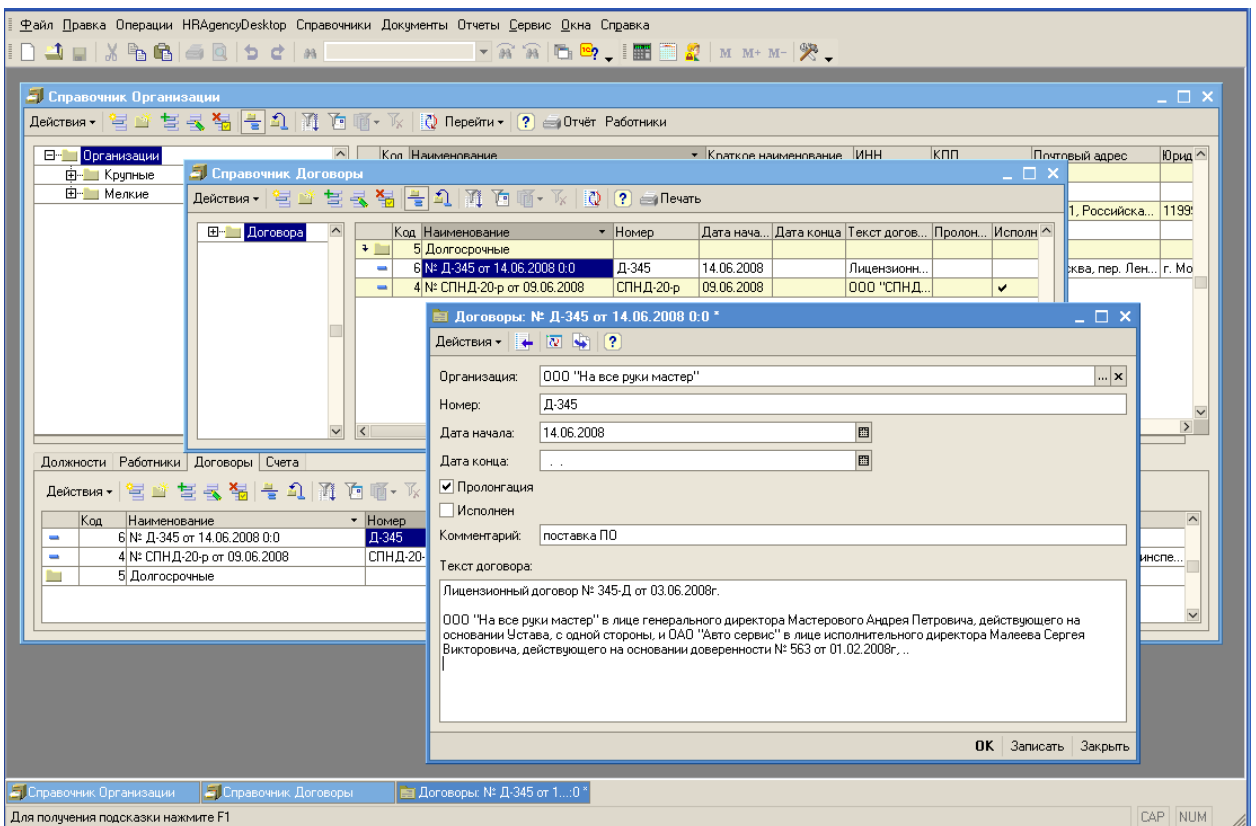 Файл Правка Операции HRAgencyDesktop Справочники Документы Отчеты Сервис Окна Справка
M M+ M-
Справочник Организации
Действия Перейти Отчёт Работники
Организации
Крупные
Мелкие
Код Наименование Краткое наименование ИНН КПП Почтовый адрес Юрид
1, Российска... 1199
сква, пер. Лен... г. Мо
Справочник Договоры
Действия Печать
Договора
Код Наименование Номер Дата нача... Дата конца Текст догов... Пролон... Исполн
5 Долгосрочные
6 № Д-345 от 14.06.2008 0:0 Д-345 14.06.2008 Лицензионн...
4 № СПНД-20-р от 09.06.2008 СПНД-20-р 09.06.2008 ООО "СПНД...
Должности Работники Договоры Счета
Действия
Код Наименование Номер
6 № Д-345 от 14.06.2008 0:0 Д-345
4 № СПНД-20-р от 09.06.2008 СПНД-20- инспе...
5 Долгосрочные
Договоры: № Д-345 от 14.06.2008 0:0 *
Действия
Организация: ООО "На все руки мастер"
Номер: Д-345
Дата начала: 14.06.2008
Дата конца: . .
Пролонгация
Исполнен
Комментарий: поставка ПО
Текст договора:
Лицензионный договор № 345-Д от 03.06.2008г.
ООО "На все руки мастер" в лице генерального директора Мастерового Андрея Петровича, действующего на
основании Устава, с одной стороны, и ОАО "Авто сервис" в лице исполнительного директора Малеева Сергея
Викторовича, действующего на основании доверенности № 563 от 01.02.2008г, ..
OK Записать Закрыть
Справочник Организации Справочник Договоры Договоры: № Д-345 от 1...:0 *
Для получения подсказки нажмите F1 CAP NUM